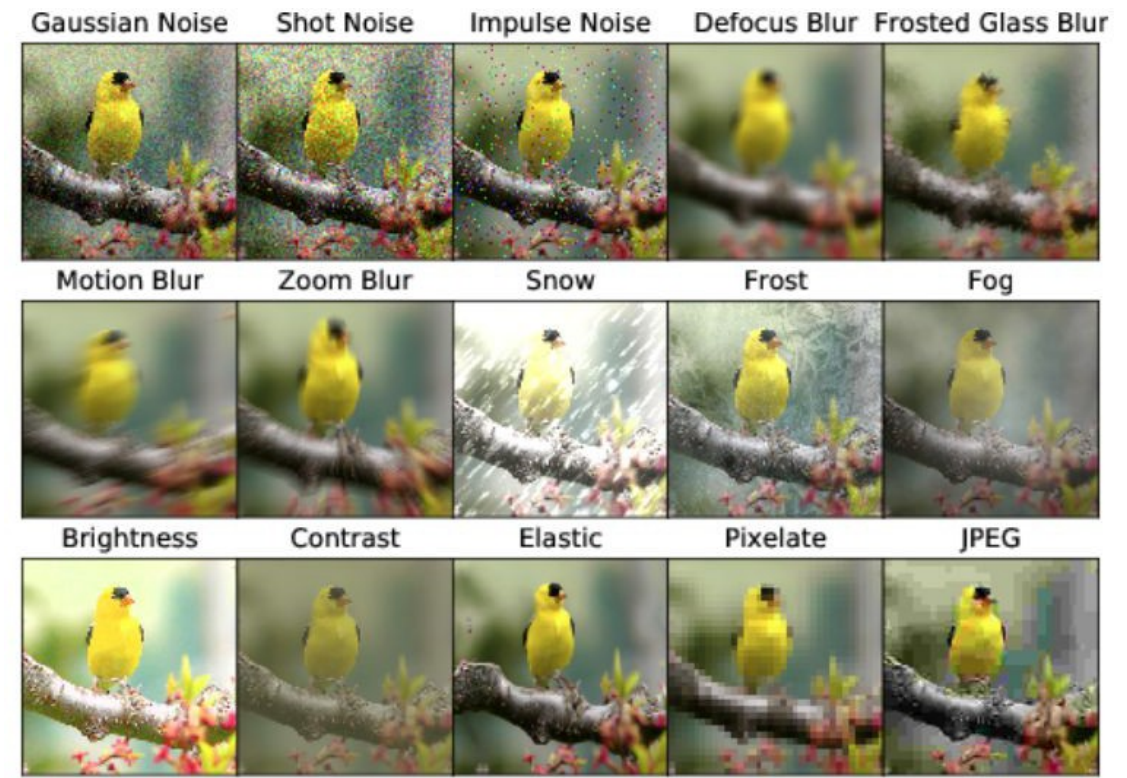 Gaussian Noise Shot Noise Impulse Noise Defocus Blur Frosted Glass Blur
Motion Blur Zoom Blur Snow Frost Fog
Brightness Contrast Elastic Pixelate JPEG